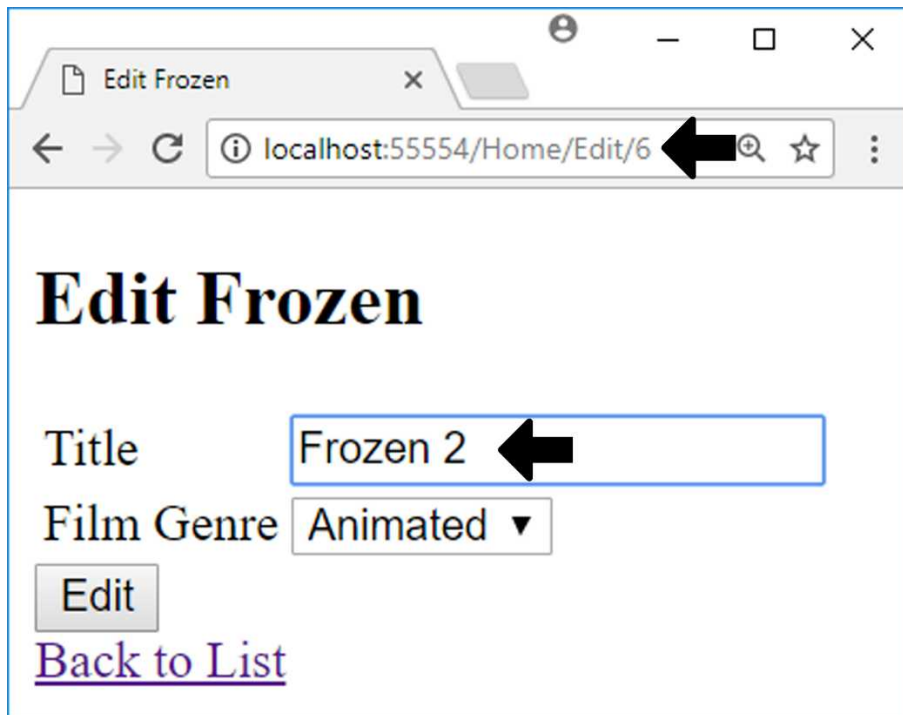 Edit Frozen
localhost:55554/Home/Edit/6
Edit Frozen
Title Frozen 2
Film Genre Animated
Edit
Back to List